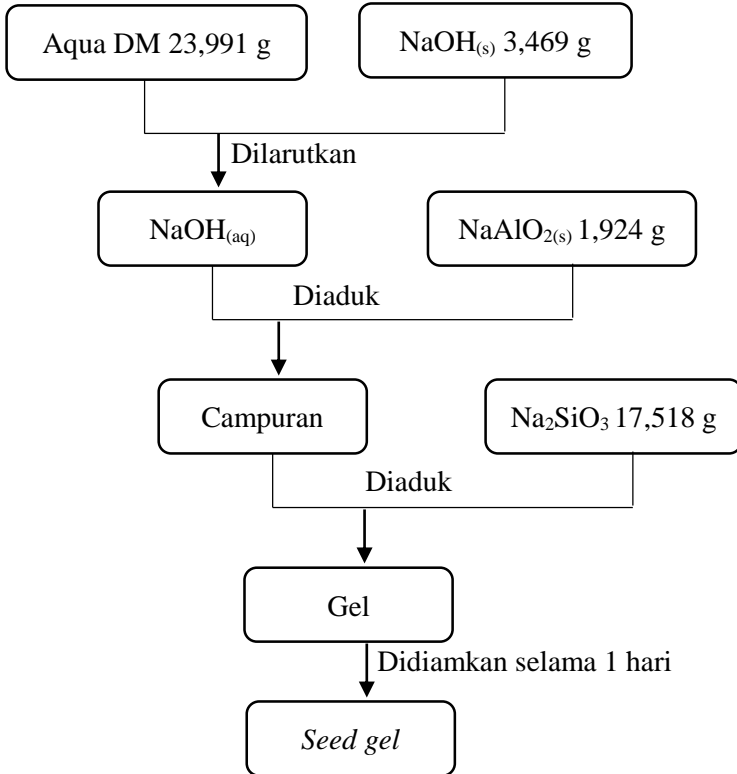 Aqua DM 23,991 g
NaOH(s) 3,469 g
Dilarutkan
NaOH(aq)
NaAlO2(s) 1,924 g
Diaduk
Campuran
Na2SiO3 17,518 g
Diaduk
Gel
Didiamkan selama 1 hari
Seed gel